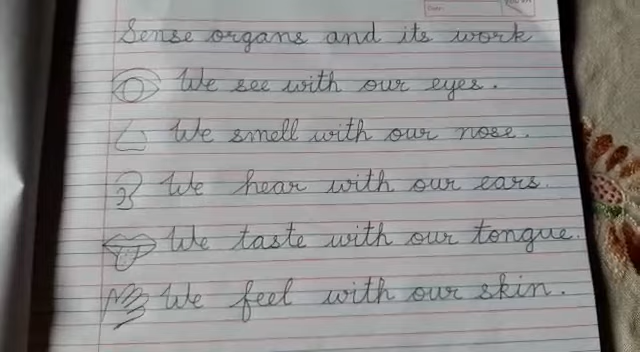 Sense organs and its work
We see with our eyes.
We smell with our nose.
We hear with our ears.
We taste with our tongue.
We feel with our skin.